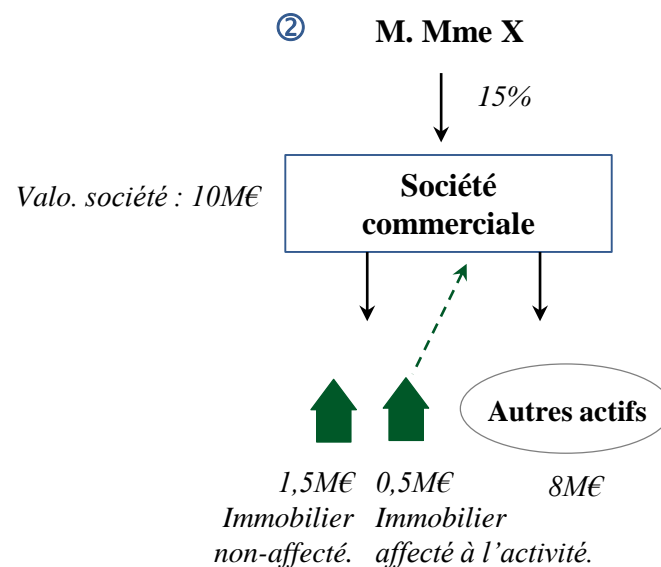 ② M. Mme X
15%
Valo. société : 10M€
Société
commerciale
Autres actifs
1,5M€
Immobilier
non-affecté.
0,5M€
Immobilier
affecté à l’activité.
8M€